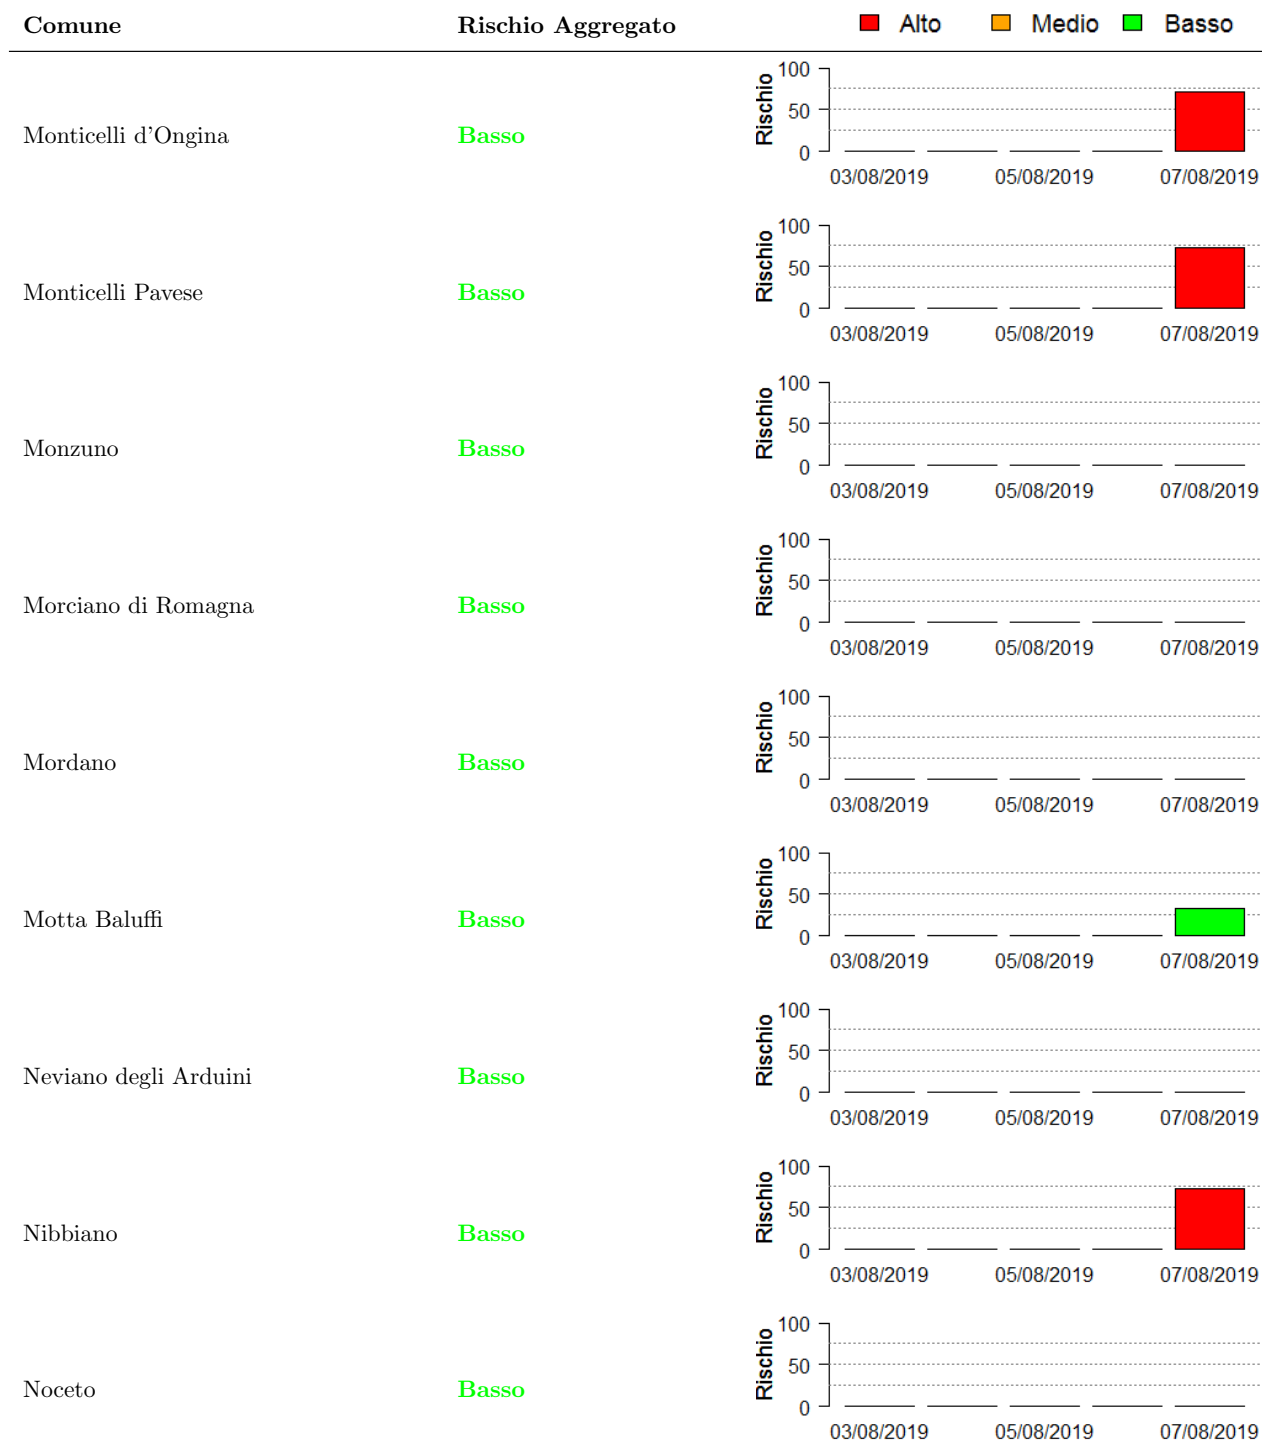 Comune Rischio Aggregato Alto Medio Basso
100
50
0
Rischio
Monticelli d'Ongina Basso
03/08/2019 05/08/2019 07/08/2019
100
50
0
Rischio
Monticelli Pavese Basso
03/08/2019 05/08/2019 07/08/2019
100
50
0
Rischio
Monzuno Basso
03/08/2019 05/08/2019 07/08/2019
100
50
0
Rischio
Morciano di Romagna Basso
03/08/2019 05/08/2019 07/08/2019
100
50
0
Rischio
Mordano Basso
03/08/2019 05/08/2019 07/08/2019
100
50
0
Rischio
Motta Baluffi Basso
03/08/2019 05/08/2019 07/08/2019
100
50
0
Rischio
Neviano degli Arduini Basso
03/08/2019 05/08/2019 07/08/2019
100
50
0
Rischio
Nibbiano Basso
03/08/2019 05/08/2019 07/08/2019
100
50
0
Rischio
Noceto Basso
03/08/2019 05/08/2019 07/08/2019